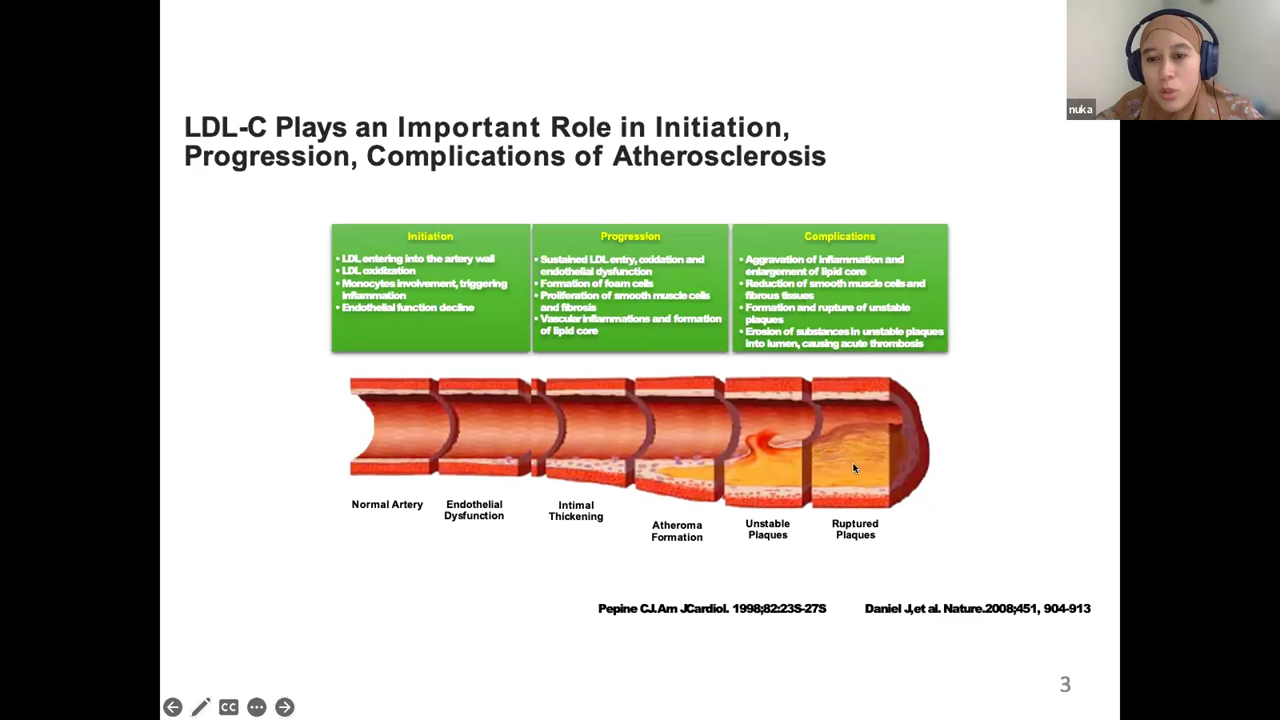 nuka
LDL-C Plays an Important Role in Initiation,
Progression, Complications of Atherosclerosis
Initiation
• LDL entering into the artery wall
• LDL oxidization
• Monocytes involvement, triggering
inflammation
• Endothelial function decline
Progression
• Sustained LDL entry, oxidation and
endothelial dysfunction
• Formation of foam cells
• Proliferation of smooth muscle cells
and fibrosis
• Vascular inflammations and formation
of lipid core
Complications
• Aggravation of inflammation and
enlargement of lipid core
• Reduction of smooth muscle cells and
fibrous tissues
• Formation and rupture of unstable
plaques
• Erosion of substances in unstable plaques
into lumen, causing acute thrombosis
Normal Artery
Endothelial
Dysfunction
Intimal
Thickening
Atheroma
Formation
Unstable
Plaques
Ruptured
Plaques
Pepine CJ.Am JCardiol. 1998;82:23S-27S
Daniel J,et al. Nature.2008;451, 904-913
3
CC